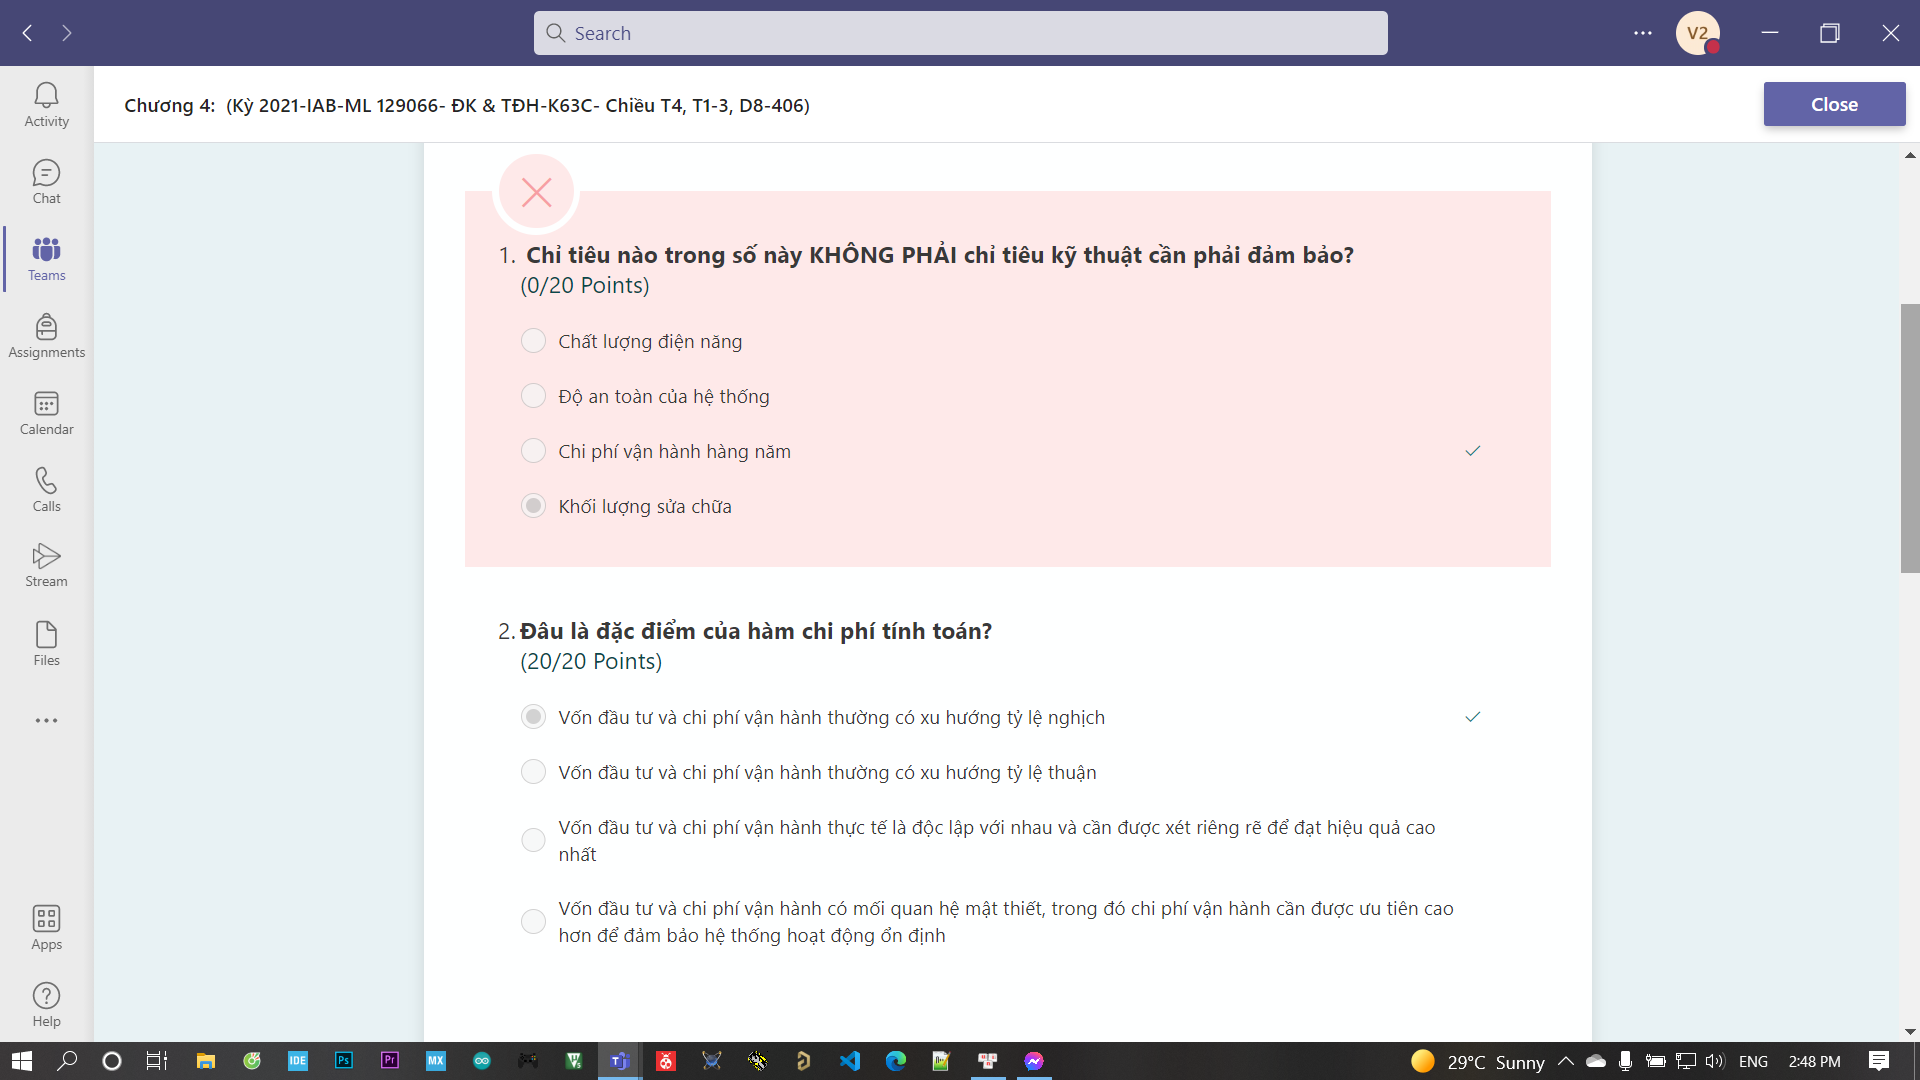 Search
V2
Activity
Chat
Teams
Assignments
Calendar
Calls
Stream
Files
Apps
Help
Chương 4: (Kỳ 2021-IAB-ML 129066- ĐK & TĐH-K63C- Chiều T4, T1-3, D8-406)
Close
1. Chỉ tiêu nào trong số này KHÔNG PHẢI chỉ tiêu kỹ thuật cần phải đảm bảo?
(0/20 Points)
Chất lượng điện năng
Độ an toàn của hệ thống
Chi phí vận hành hàng năm
Khối lượng sửa chữa
2. Đâu là đặc điểm của hàm chi phí tính toán?
(20/20 Points)
Vốn đầu tư và chi phí vận hành thường có xu hướng tỷ lệ nghịch
Vốn đầu tư và chi phí vận hành thường có xu hướng tỷ lệ thuận
Vốn đầu tư và chi phí vận hành thực tế là độc lập với nhau và cần được xét riêng rẽ để đạt hiệu quả cao
nhất
Vốn đầu tư và chi phí vận hành có mối quan hệ mật thiết, trong đó chi phí vận hành cần được ưu tiên cao
hơn để đảm bảo hệ thống hoạt động ổn định
IDE
Ps
Pr
MX
29°C Sunny
ENG
2:48 PM